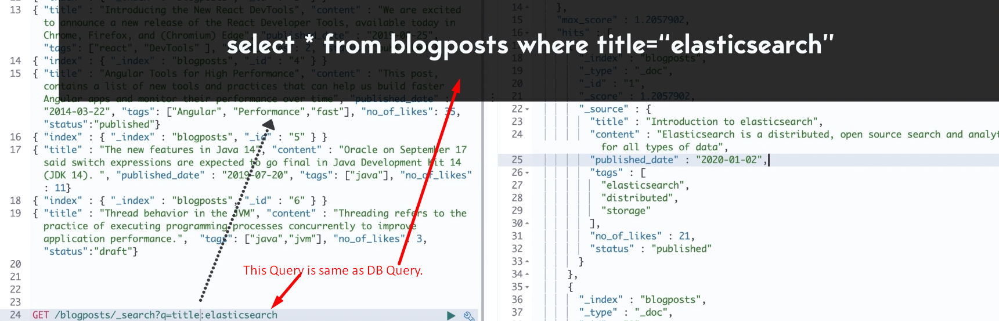 13 { "title" : "Introducing the New React DevTools", "content" : "We are excited
to announce a new release of the React Developer Tools, available today in
Chrome, Firefox, and (Chromium) Edge",
"tags": ["react", "DevTools" ],
select * from blogposts where title=“elasticsearch”
14 { "index" : { "_index" : "blogposts", "_id" : "4" } }
15 { "title" : "Angular Tools for High Performance", "content" : "This post,
contains a list of new tools and practices that can help us build faster
Angular apps and monitor their performance over time", "published_date" :
"2014-03-22", "tags": ["Angular", "Performance","fast"], "no_of_likes": 35,
"status":"published"}
16 { "index" : { "_index" : "blogposts", "_id" : "5" } }
17 { "title" : "The new features in Java 14", "content" : "Oracle on September 17
said switch expressions are expected to go final in Java Development Kit 14
(JDK 14). ", "published_date" : "2019-07-20", "tags": ["java"], "no_of_likes"
: 11}
18 { "index" : { "_index" : "blogposts", "_id" : "6" } }
19 { "title" : "Thread behavior in the JVM", "content" : "Threading refers to the
practice of executing programming processes concurrently to improve
application performance.", "tags": ["java","jvm"], "no_of_likes": 3,
"status":"draft"}
20
This Query is same as DB Query.
21
22
23
24 GET /blogposts/_search?q=title:elasticsearch
14 },
15 "max_score" : 1.2057902,
16 "hits" : [
18 "_index" : "blogposts",
19 "_type" : "_doc",
20 "_id" : "1",
21 "_score" : 1.2057902,
22 "_source" : {
23 "title" : "Introduction to elasticsearch",
24 "content" : "Elasticsearch is a distributed, open source search and analyt
for all types of data",
25 "published_date" : "2020-01-02",
26 "tags" : [
27 "elasticsearch",
28 "distributed",
29 "storage"
30 ],
31 "no_of_likes" : 21,
32 "status" : "published"
33 }
34 },
35 {
36 "_index" : "blogposts",
37 "_type" : "_doc",